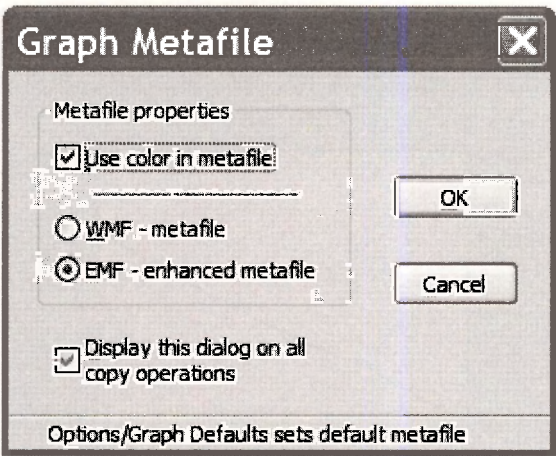 Graph Metafile
Metafile properties
Use color in metafile
WMF - metafile
EMF - enhanced metafile
OK
Cancel
Display this dialog on all
copy operations
Options/Graph Defaults sets default metafile